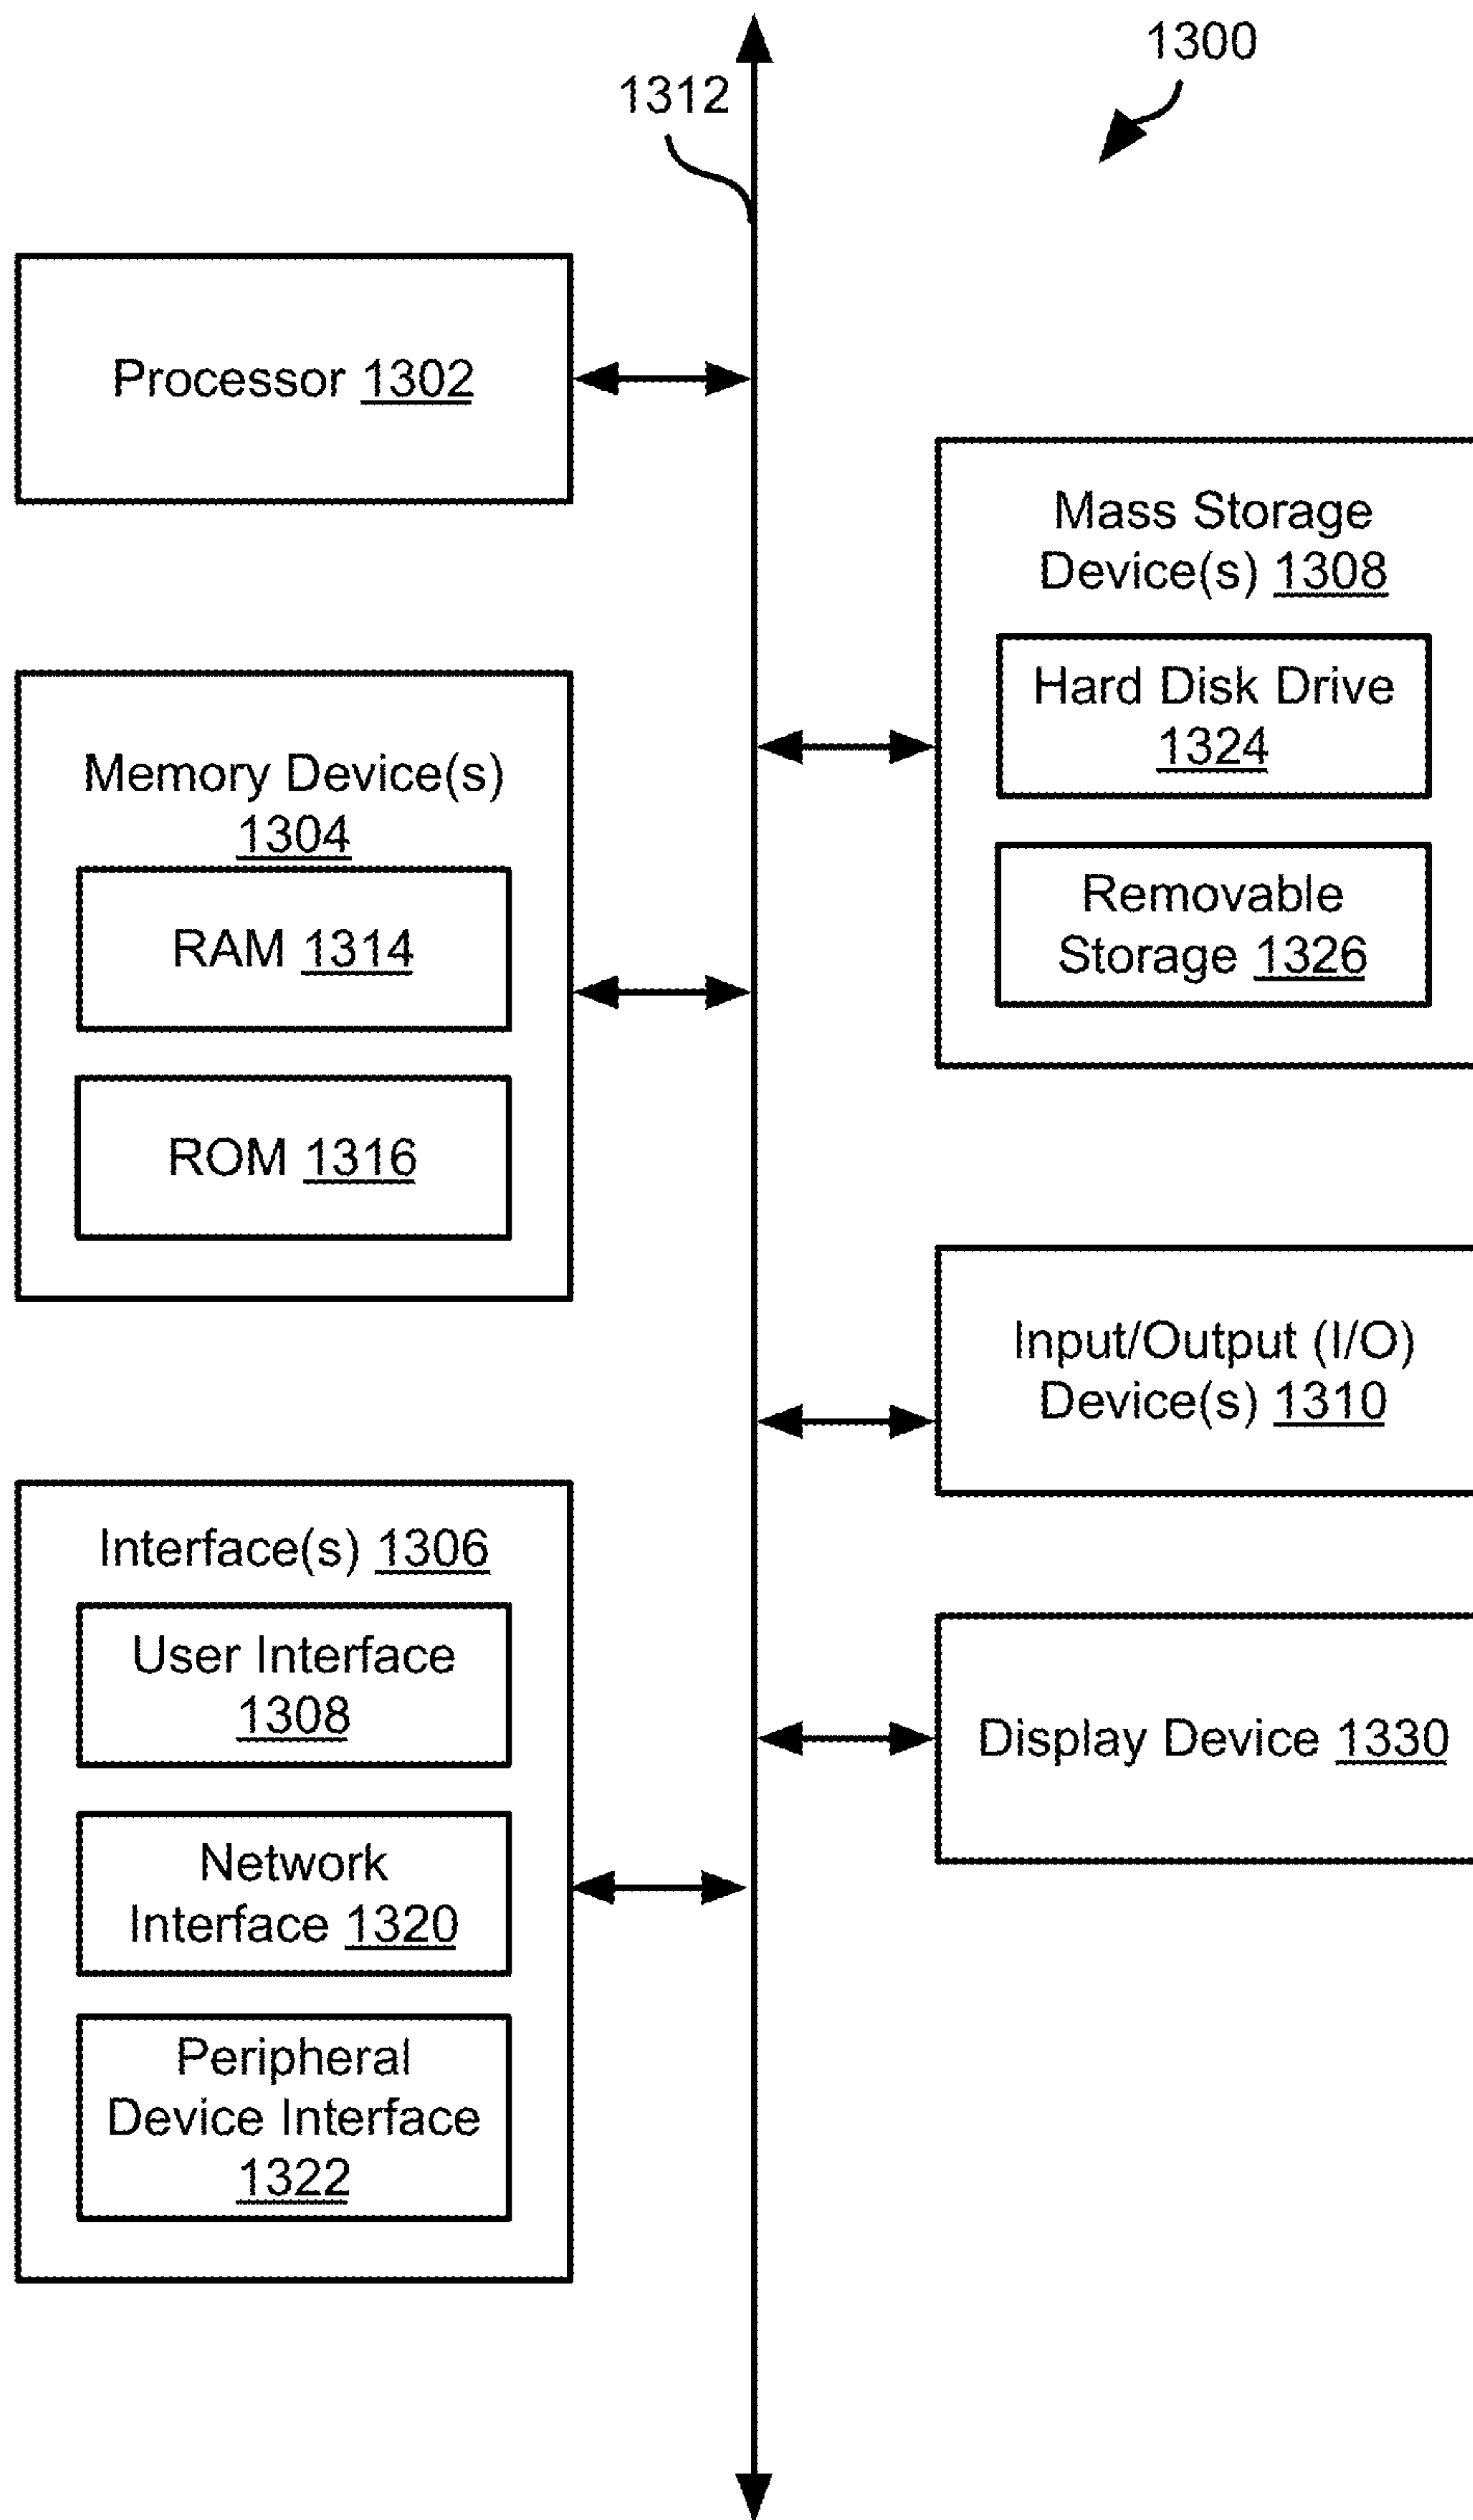 1300
1312
Processor 1302
Mass Storage
Device(s) 1308
Hard Disk Drive
1324
Removable
Storage 1326
Memory Device(s)
1304
RAM 1314
ROM 1316
Input/Output (I/O)
Device(s) 1310
Interface(s) 1306
User Interface
1308
Network
Interface 1320
Peripheral
Device Interface
1322
Display Device 1330